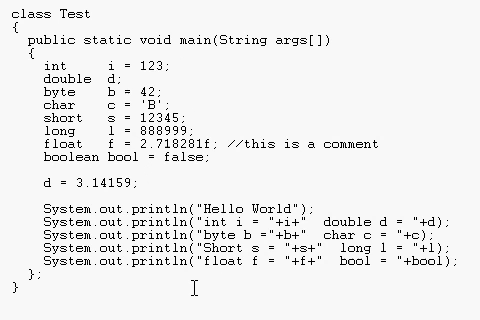 class Test
{
  public static void main(String args[])
  {
    int     i = 123;
    double  d;
    byte    b = 42;
    char    c = 'B';
    short   s = 12345;
    long    l = 888999;
    float   f = 2.718281f; //this is a comment
    boolean bool = false;

    d = 3.14159;

    System.out.println("Hello World");
    System.out.println("int i = "+i+"  double d = "+d);
    System.out.println("byte b ="+b+"  char c = "+c);
    System.out.println("Short s = "+s+"  long l = "+l);
    System.out.println("float f = "+f+"  bool = "+bool);
  };
}